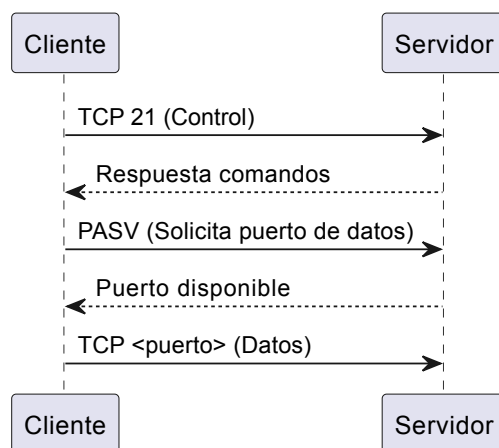 Cliente
Servidor
TCP 21 (Control)
Respuesta comandos
PASV (Solicita puerto de datos)
Puerto disponible
TCP <puerto> (Datos)
Cliente
Servidor